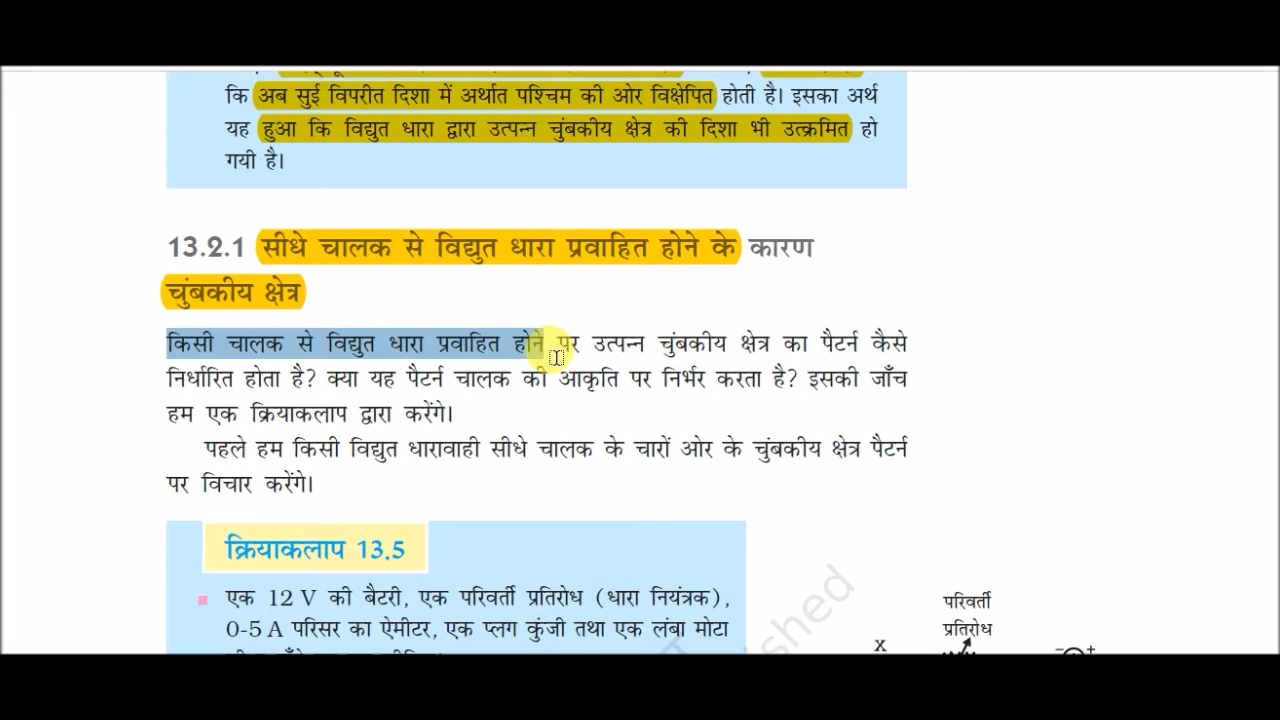 कि अब सुई विपरीत दिशा में अर्थात पश्चिम की ओर विक्षेपित होती है। इसका अर्थ
यह हुआ कि विद्युत धारा द्वारा उत्पन्न चुंबकीय क्षेत्र की दिशा भी उत्क्रमित हो
गयी है।
13.2.1 सीधे चालक से विद्युत धारा प्रवाहित होने के कारण
चुंबकीय क्षेत्र
किसी चालक से विद्युत धारा प्रवाहित होने पर उत्पन्न चुंबकीय क्षेत्र का पैटर्न कैसे
निर्धारित होता है? क्या यह पैटर्न चालक की आकृति पर निर्भर करता है? इसकी जाँच
हम एक क्रियाकलाप द्वारा करेंगे।
पहले हम किसी विद्युत धारावाही सीधे चालक के चारों ओर के चुंबकीय क्षेत्र पैटर्न
पर विचार करेंगे।
क्रियाकलाप 13.5
एक 12 V की बैटरी, एक परिवर्ती प्रतिरोध (धारा नियंत्रक),
0-5 A परिसर का ऐमीटर, एक प्लग कुंजी तथा एक लंबा मोटा
परिवर्ती
प्रतिरोध
X
− +
shed